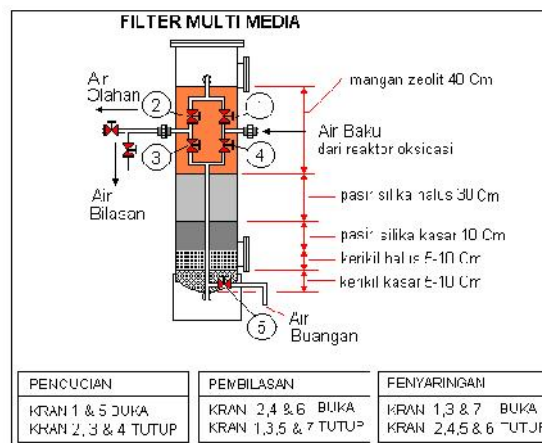 FILTER MULTI MEDIA
Air
Olahan
2
1
mangan zeolit 40 Cm
Air Baku
dari reaktor oksicasi
3
4
Air
Bilasan
pasir silika halus 30 Cm
pasir silika kasar 10 Cm
kerikil halus 5-10 Cm
kerikil kasar 5-10 Cm
5
Air
Buangan
PENCUCIAN
KRAN 1 & 5 BUKA
KRAN 2, 3 & 4 TUTUP
PEMBILASAN
KRAN 2,4 & 6 BUKA
KRAN 1,3,5 & 7 TUTUP
PENYARINGAN
KRAN 1,3 & 7 BUKA
KRAN 2,4,5 & 6 TUTUP